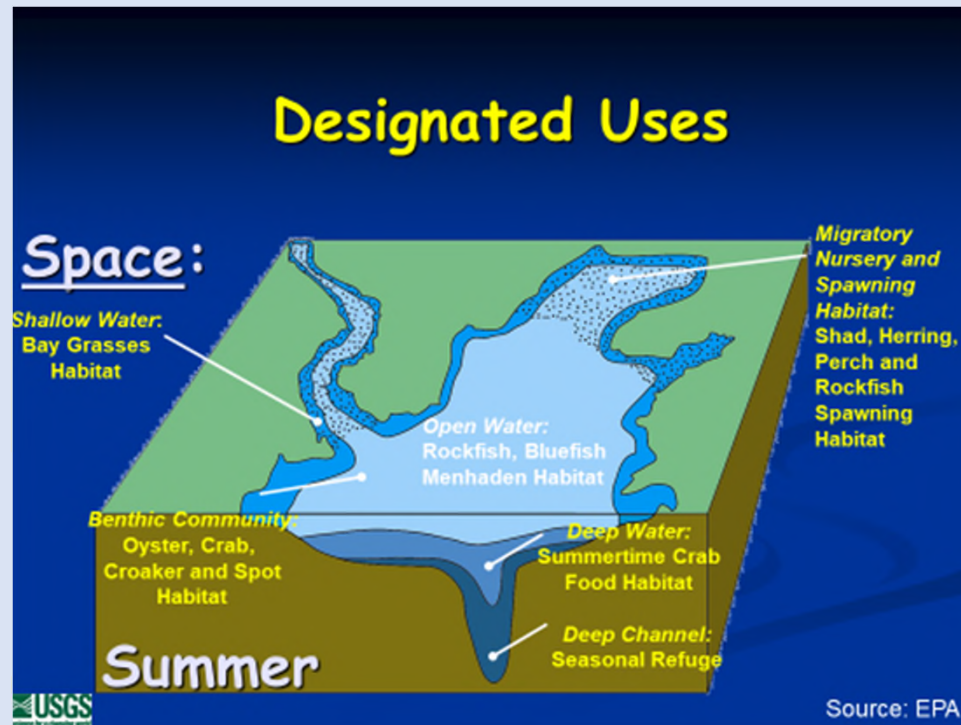 Designated Uses
Space:
Shallow Water:
Bay Grasses
Habitat
Migratory
Nursery and
Spawning
Habitat:
Shad, Herring,
Perch and
Rockfish
Spawning
Habitat
Open Water:
Rockfish, Bluefish
Menhaden Habitat
Benthic Community:
Oyster, Crab,
Croaker and Spot
Habitat
Deep Water:
Summertime Crab
Food Habitat
Deep Channel:
Seasonal Refuge
Summer
USGS
Source: EPA